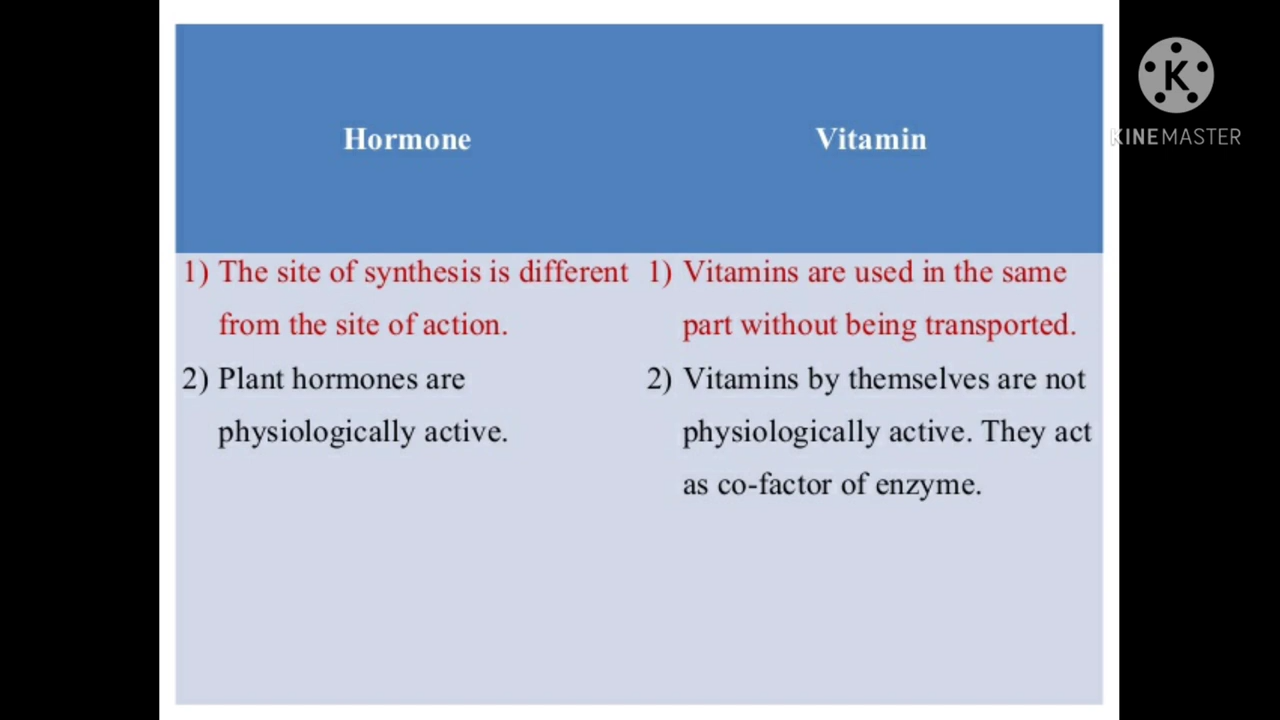 Hormone
Vitamin
1) The site of synthesis is different
from the site of action.
2) Plant hormones are
physiologically active.
1) Vitamins are used in the same
part without being transported.
2) Vitamins by themselves are not
physiologically active. They act
as co-factor of enzyme.
K
KINEMASTER